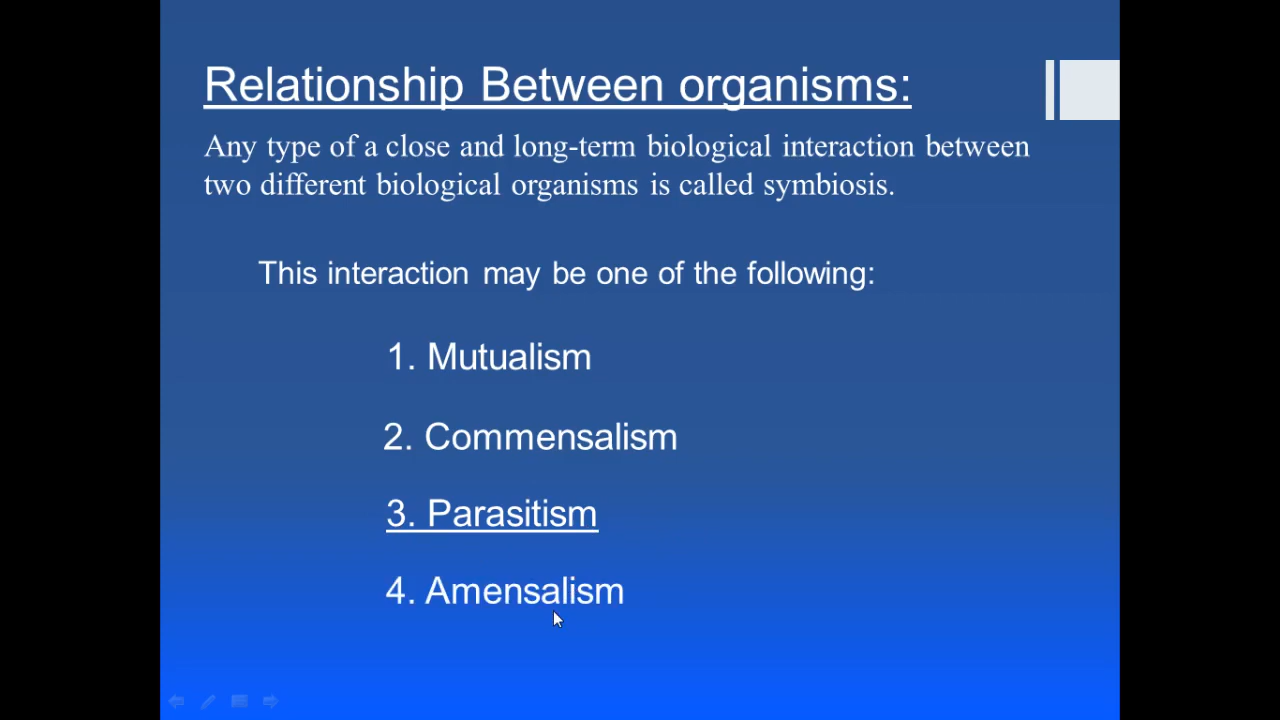 Relationship Between organisms:
Any type of a close and long-term biological interaction between
two different biological organisms is called symbiosis.
This interaction may be one of the following:
1. Mutualism
2. Commensalism
3. Parasitism
4. Amensalism